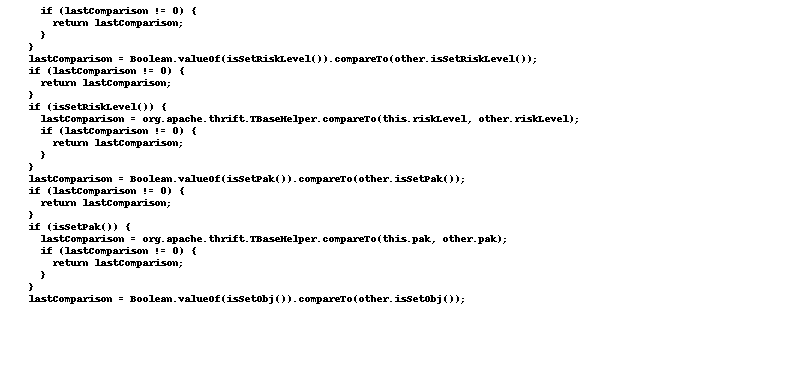 if (lastComparison != 0) {
return lastComparison;
}
}
lastComparison = Boolean.valueOf(isSetRiskLevel()).compareTo(other.isSetRiskLevel());
if (lastComparison != 0) {
return lastComparison;
}
if (isSetRiskLevel()) {
lastComparison = org.apache.thrift.TBaseHelper.compareTo(this.riskLevel, other.riskLevel);
if (lastComparison != 0) {
return lastComparison;
}
}
lastComparison = Boolean.valueOf(isSetPak()).compareTo(other.isSetPak());
if (lastComparison != 0) {
return lastComparison;
}
if (isSetPak()) {
lastComparison = org.apache.thrift.TBaseHelper.compareTo(this.pak, other.pak);
if (lastComparison != 0) {
return lastComparison;
}
}
lastComparison = Boolean.valueOf(isSetObj()).compareTo(other.isSetObj());